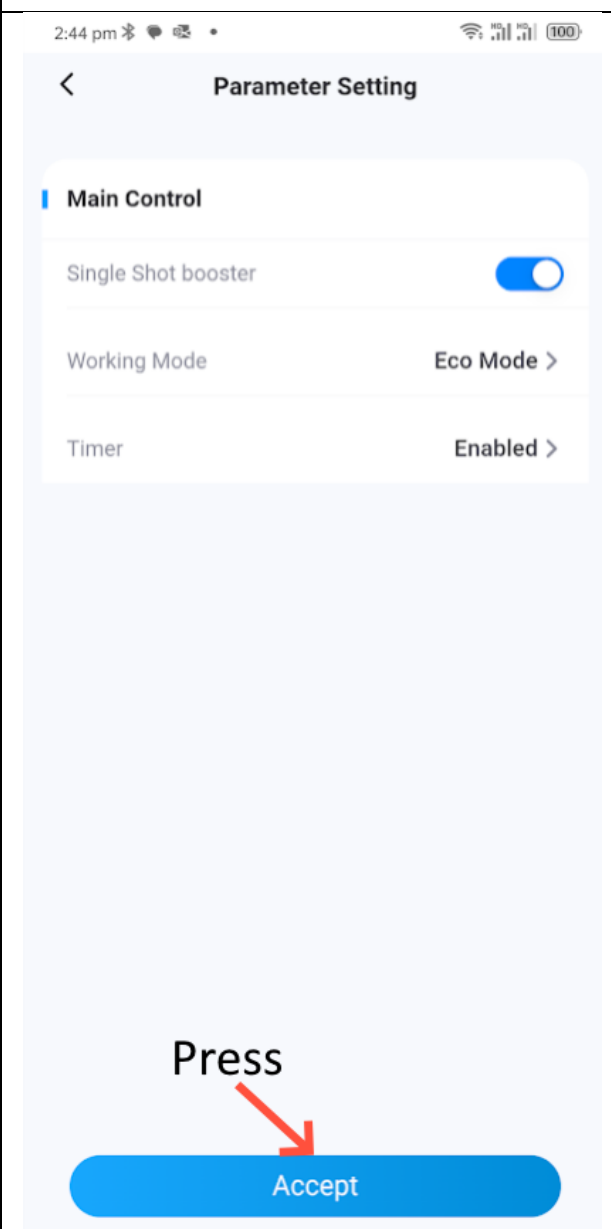 2:44 pm 100
Parameter Setting
Main Control
Single Shot booster
Working Mode Eco Mode
Timer Enabled
Press
Accept